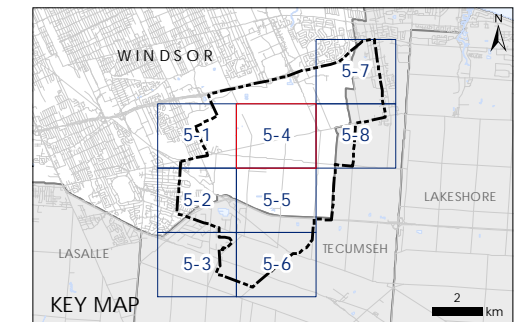 N
WINDSOR
5-7
5-1
5-4
5-8
5-2
5-5
LAKESHORE
LASALLE
TECUMSEH
5-3
5-6
KEY MAP
2
km